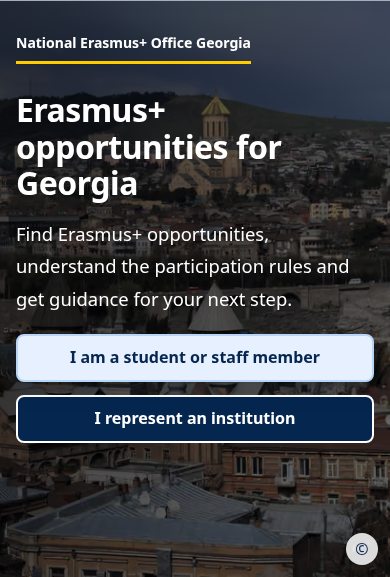 National Erasmus+ Office Georgia
Erasmus+
opportunities for
Georgia
Find Erasmus+ opportunities,
understand the participation rules and
get guidance for your next step.
I am a student or staff member
I represent an institution
©